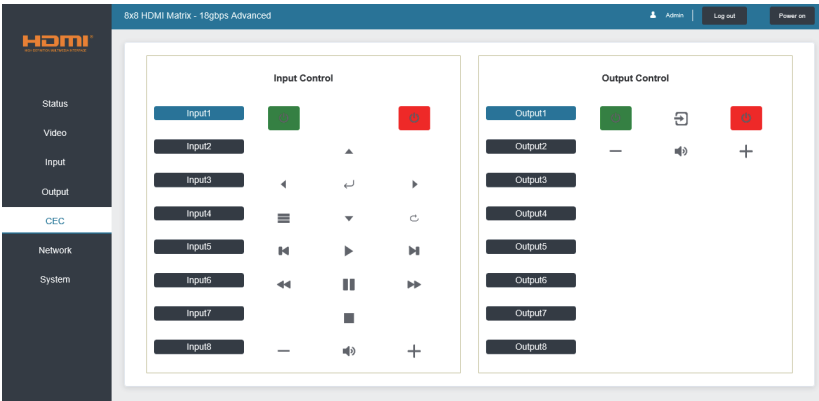 8x8 HDMI Matrix - 18gbps Advanced
Admin
Log out
Power on
HDMI
Status
Video
Input
Output
CEC
Network
System
Input Control
Input1
Input2
Input3
Input4
Input5
Input6
Input7
Input8
Output Control
Output1
Output2
Output3
Output4
Output5
Output6
Output7
Output8